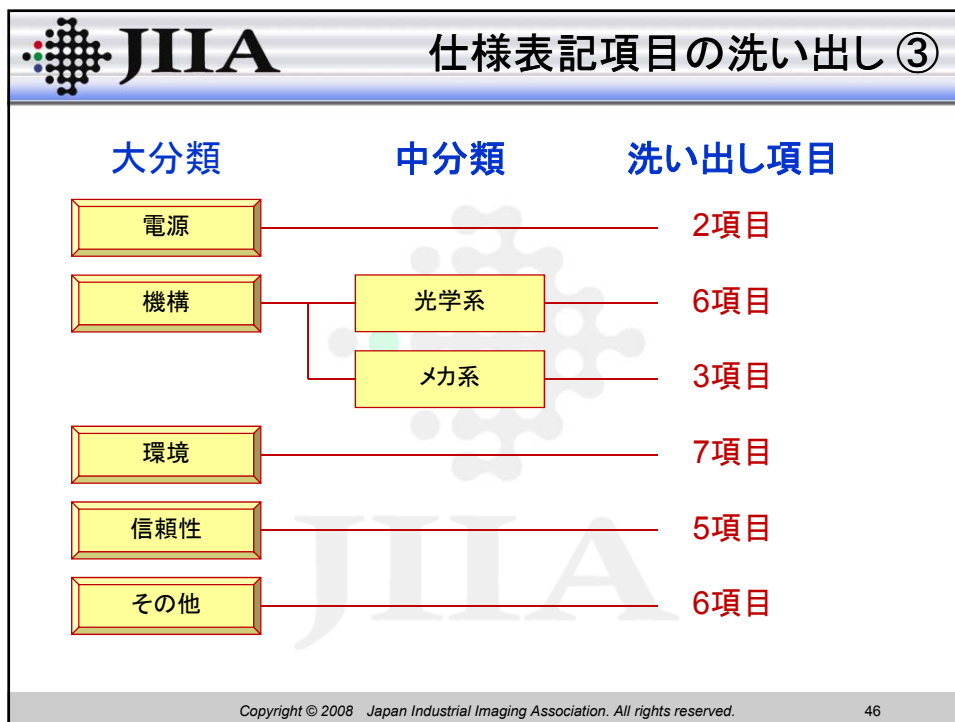 JIIA
仕様表記項目の洗い出し ③
大分類 中分類 洗い出し項目
電源 2項目
機構 光学系 6項目
メカ系 3項目
環境 7項目
信頼性 5項目
JIIA
その他 6項目
Copyright © 2008 Japan Industrial Imaging Association. All rights reserved. 46